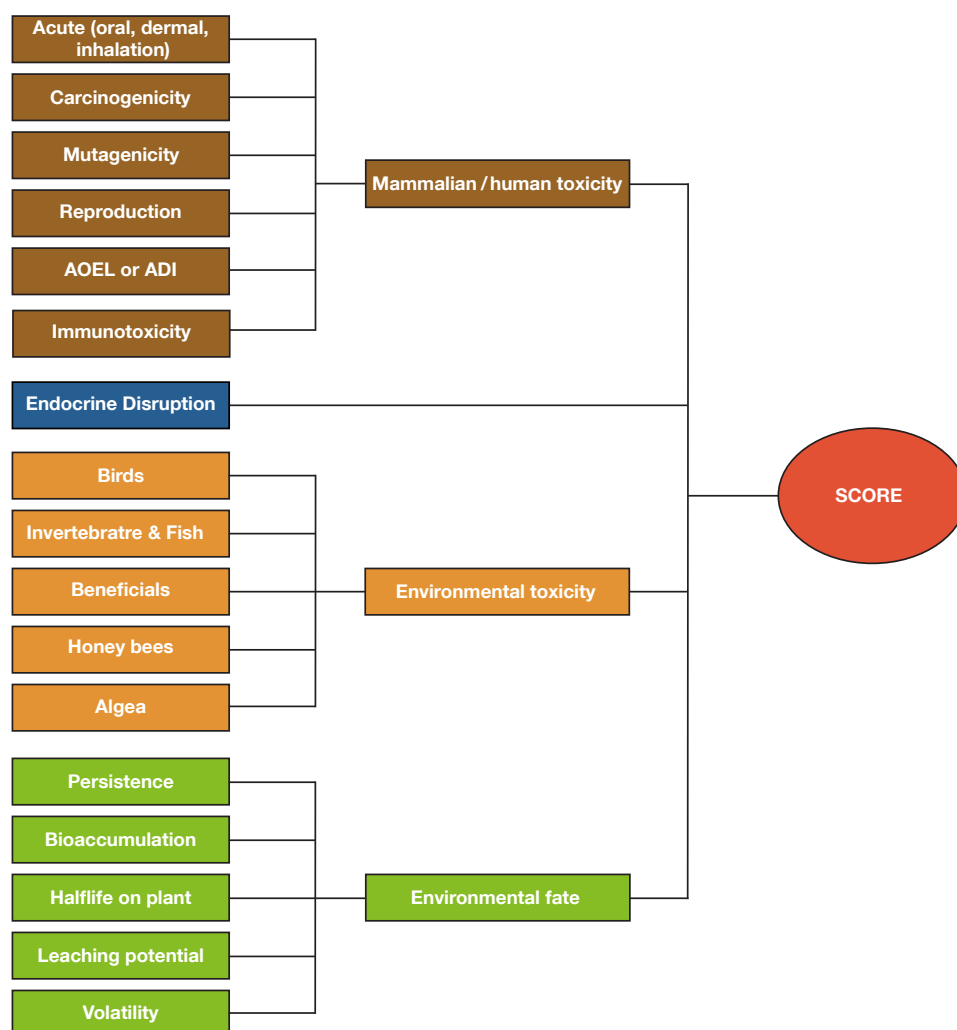 Acute (oral, dermal,
inhalation)
Carcinogenicity
Mutagenicity
Mammalian / human toxicity
Reproduction
AOEL or ADI
Immunotoxicity
Endocrine Disruption
Birds
SCORE
Invertebratre & Fish
Beneficials
Environmental toxicity
Honey bees
Algea
Persistence
Bioaccumulation
Halflife on plant
Environmental fate
Leaching potential
Volatility